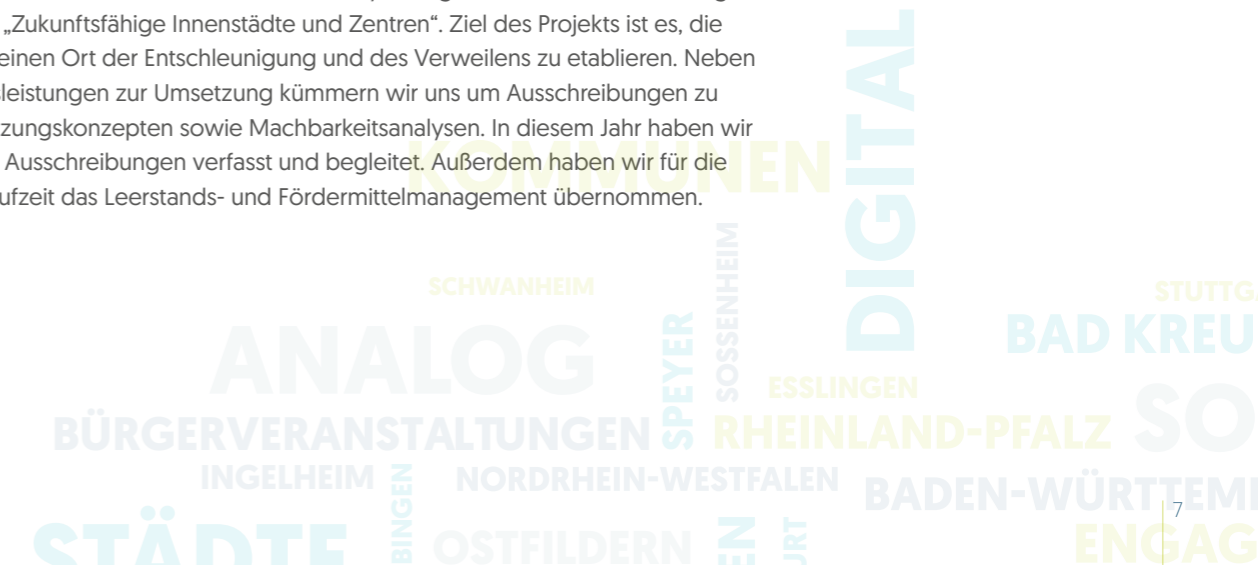 „Zukunftsfähige Innenstädte und Zentren“. Ziel des Projekts ist es, die
einen Ort der Entschleunigung und des Verweilens zu etablieren. Neben
leistungen zur Umsetzung kümmern wir uns um Ausschreibungen zu
zungskonzepten sowie Machbarkeitsanalysen. In diesem Jahr haben wir
Ausschreibungen verfasst und begleitet. Außerdem haben wir für die
ufzeit das Leerstands- und Fördermittelmanagement übernommen.
KOMMUNEN
DIGITAL
SCHWANHEIM
SOSSENHEIM
STUTTG
ANALOG
SPEYER
BAD KREU
ESSLINGEN
SO
BÜRGERVERANSTALTUNGEN
RHEINLAND-PFALZ
INGELHEIM
BINGEN
NORDRHEIN-WESTFALEN
BADEN-WÜRTTEM
7
STÄDTE
OSTFILDERN
EN
URT
ENGAG